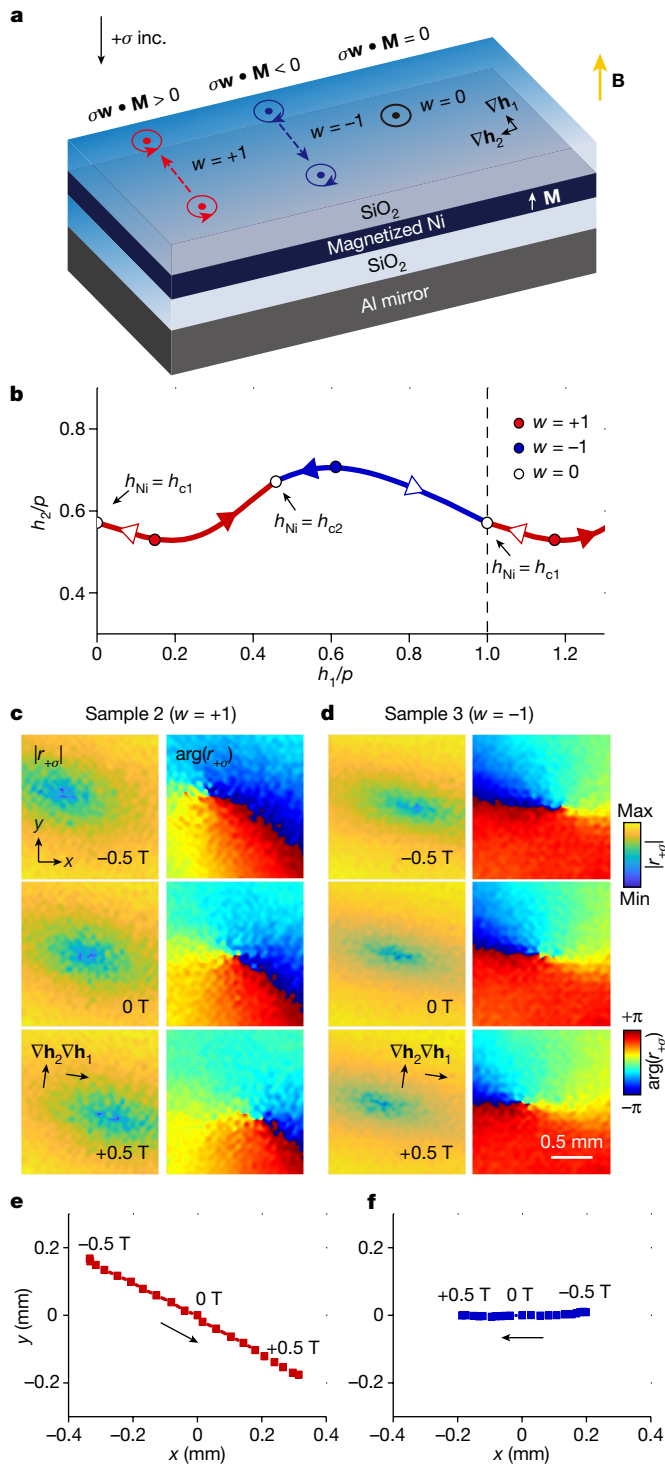 a
+σ inc.
σw • M > 0
σw • M < 0
σw • M = 0
B
w = +1
w = −1
w = 0
∇h1
∇h2
SiO2
Magnetized Ni
M
SiO2
Al mirror
b
h2/p
0.8
0.6
0.4
hNi = hc1
hNi = hc2
hNi = hc1
w = +1
w = −1
w = 0
0 0.2 0.4 0.6 0.8 1.0 1.2
h1/p
c Sample 2 (w = +1)
d Sample 3 (w = −1)
|r+σ|
arg(r+σ)
y
x
−0.5 T
−0.5 T
Max
|r+σ|
Min
0 T
0 T
∇h2 ∇h1
+0.5 T
∇h2 ∇h1
+0.5 T
0.5 mm
+π
arg(r+σ)
−π
e
y (mm)
0.2
0
−0.2
−0.5 T
0 T
+0.5 T
−0.4 −0.2 0 0.2 0.4
x (mm)
f
0.2
0
−0.2
+0.5 T 0 T −0.5 T
−0.4 −0.2 0 0.2 0.4
x (mm)